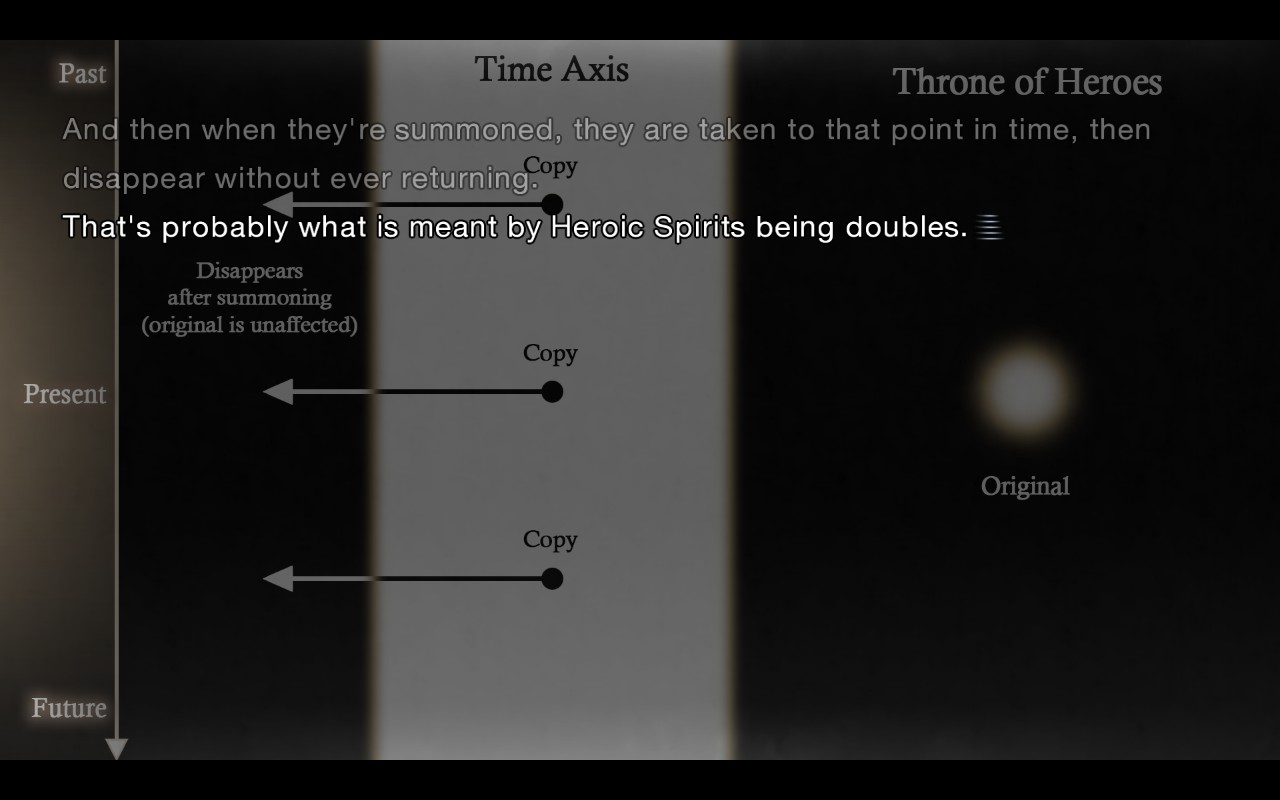 Past
Time Axis
Throne of Heroes
And then when they're summoned, they are taken to that point in time, then
Copy
disappear without ever returning.
That's probably what is meant by Heroic Spirits being doubles.
Disappears
after summoning
(original is unaffected)
Copy
Present
Original
Copy
Future